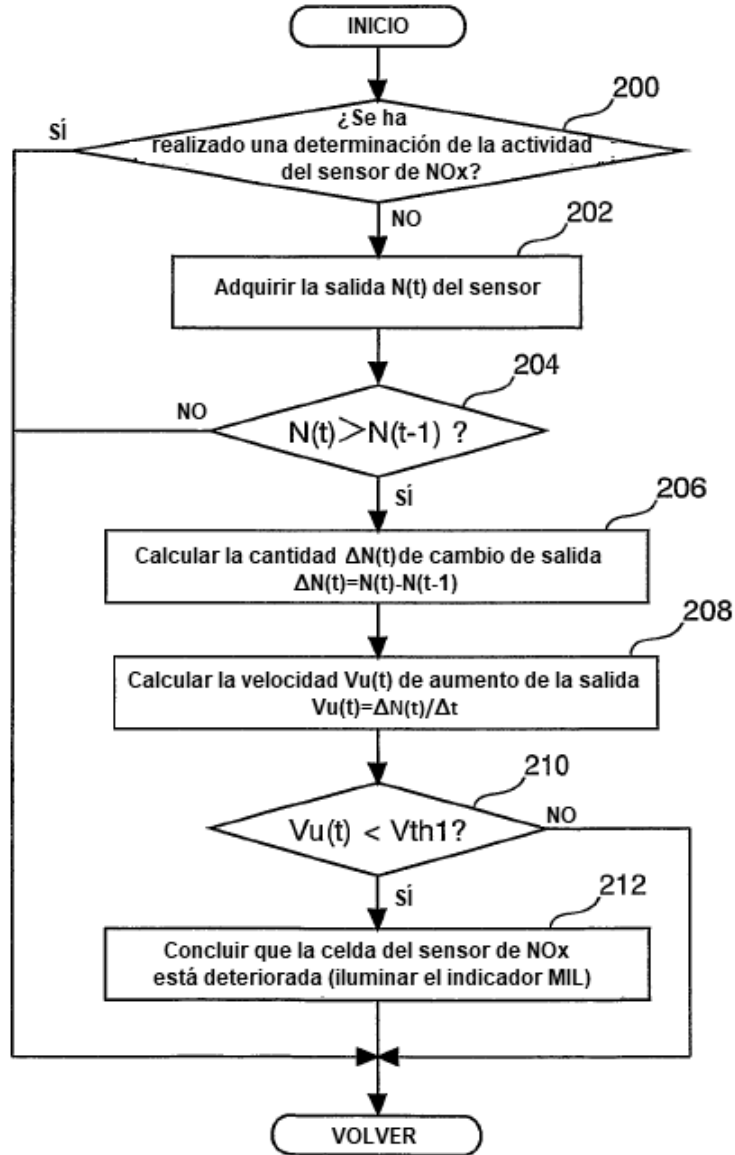 INICIO
200
¿Se ha
realizado una determinación de la actividad
del sensor de NOx?
SÍ
NO
202
Adquirir la salida N(t) del sensor
204
N(t)>N(t-1) ?
NO
SÍ
206
Calcular la cantidad ΔN(t) de cambio de salida
ΔN(t)=N(t)-N(t-1)
208
Calcular la velocidad Vu(t) de aumento de la salida
Vu(t)=ΔN(t)/Δt
210
Vu(t) < Vth1?
NO
SÍ
212
Concluir que la celda del sensor de NOx
está deteriorada (iluminar el indicador MIL)
VOLVER